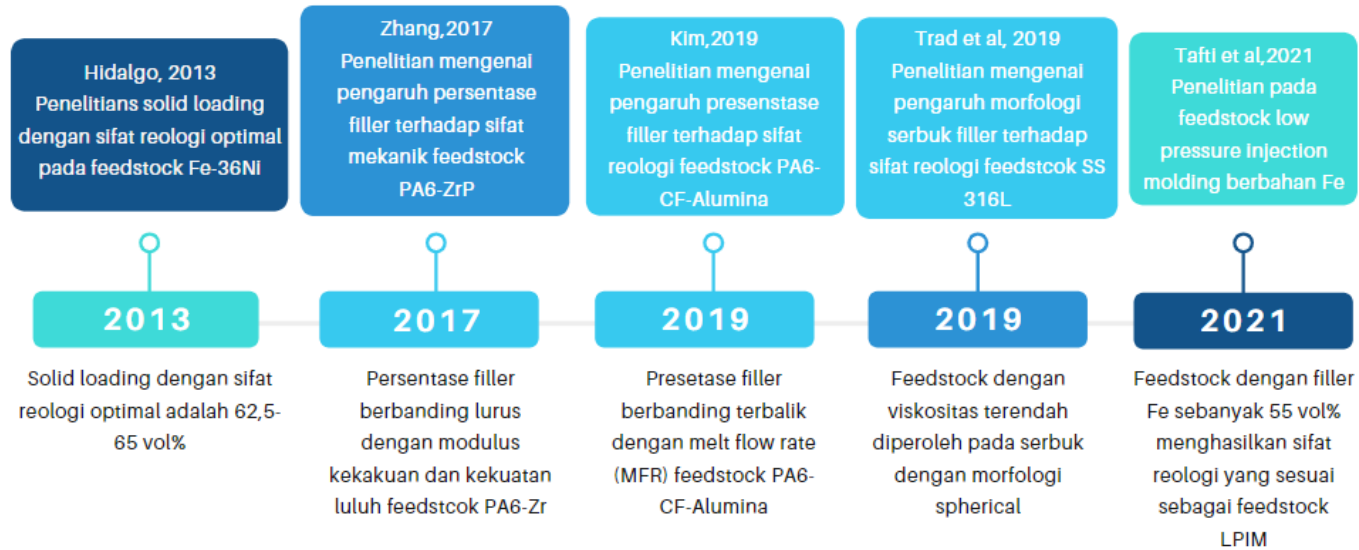 Hidalgo, 2013
Penelitians solid loading
dengan sifat reologi optimal
pada feedstock Fe-36Ni
Zhang,2017
Penelitian mengenai
pengaruh persentase
filler terhadap sifat
mekanik feedstock
PA6-ZrP
Kim,2019
Penelitian mengenai
pengaruh presenstase
filler terhadap sifat
reologi feedstock PA6-
CF-Alumina
Trad et al, 2019
Penelitian mengenai
pengaruh morfologi
serbuk filler terhadap
sifat reologi feedstcok SS
316L
Tafti et al,2021
Penelitian pada
feedstock low
pressure injection
molding berbahan Fe
2013
2017
2019
2019
2021
Solid loading dengan sifat
reologi optimal adalah 62,5-
65 vol%
Persentase filler
berbanding lurus
dengan modulus
kekakuan dan kekuatan
luluh feedstcok PA6-Zr
Presetase filler
berbanding terbalik
dengan melt flow rate
(MFR) feedstock PA6-
CF-Alumina
Feedstock dengan
viskositas terendah
diperoleh pada serbuk
dengan morfologi
spherical
Feedstock dengan filler
Fe sebanyak 55 vol%
menghasilkan sifat
reologi yang sesuai
sebagai feedstock
LPIM